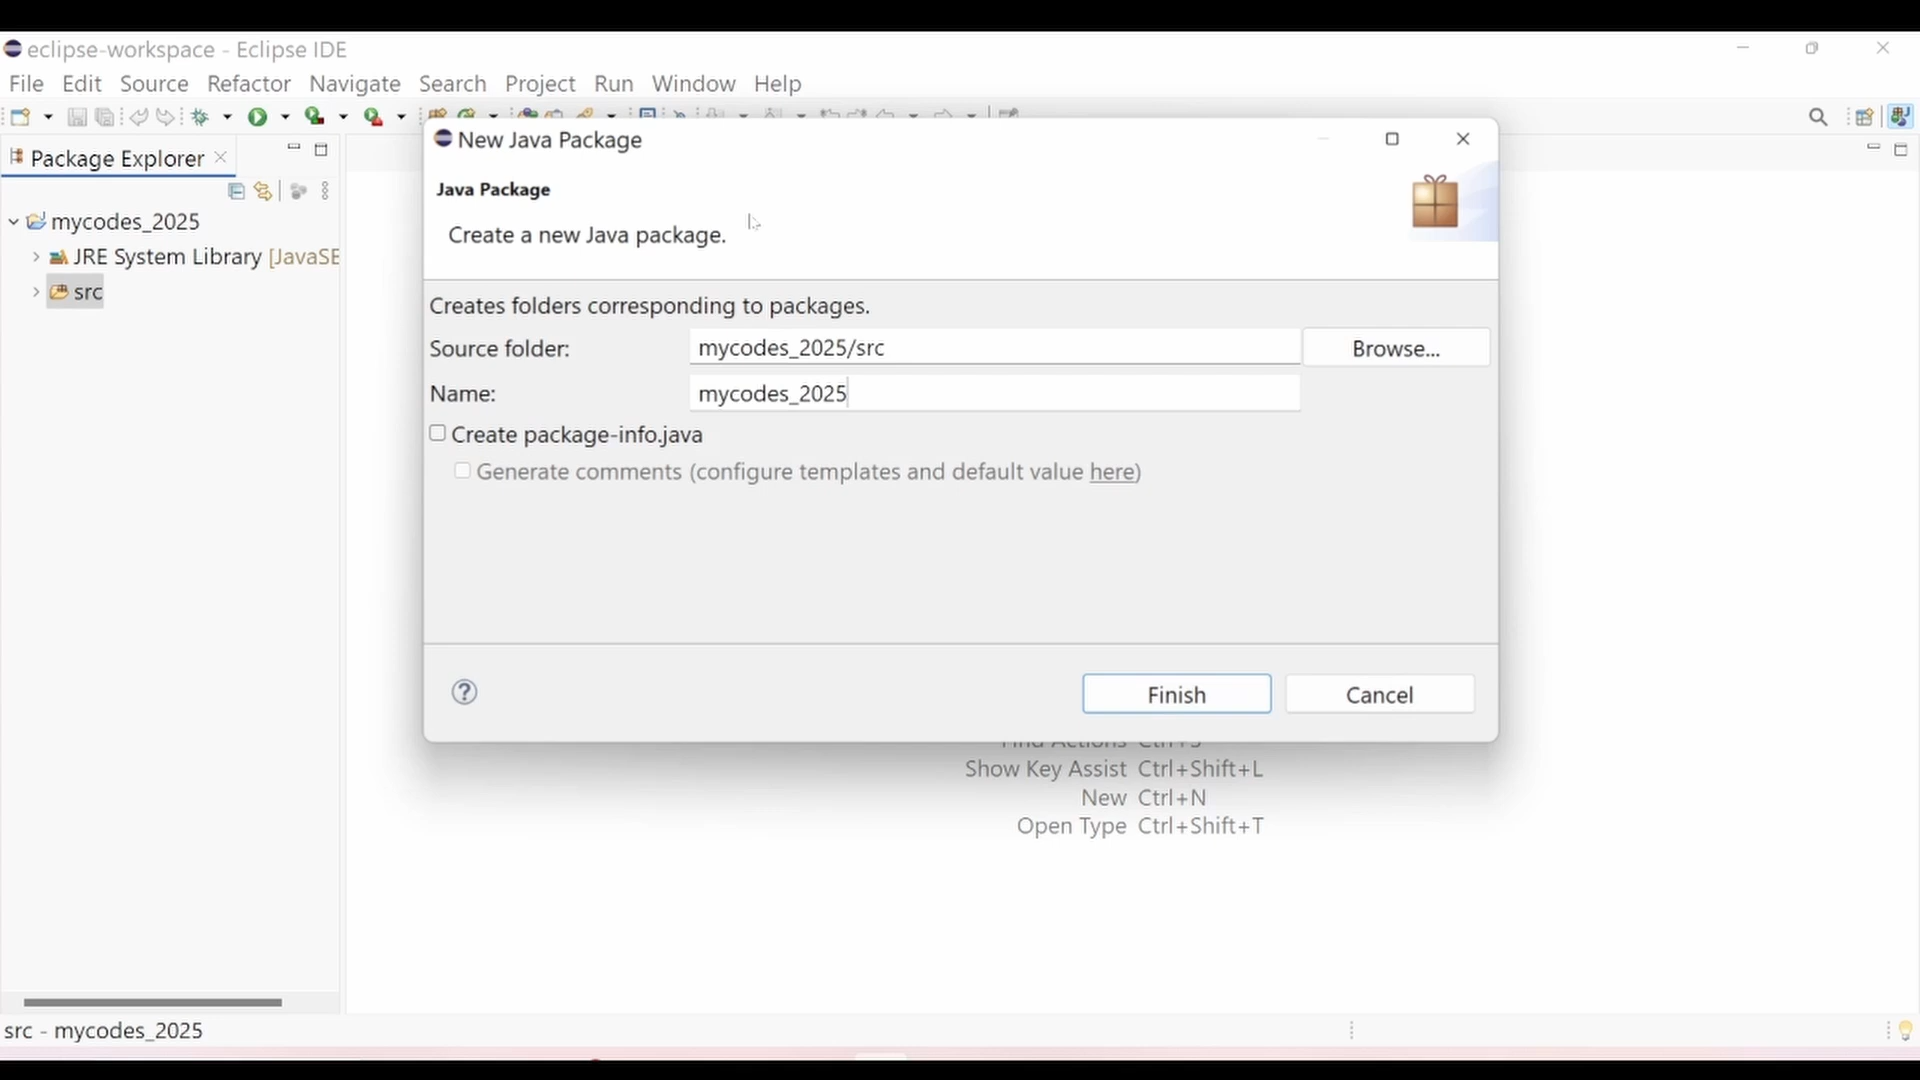 eclipse-workspace - Eclipse IDE
File Edit Source Refactor Navigate Search Project Run Window Help
New Java Package
Package Explorer
Java Package
Create a new Java package.
mycodes_2025
JRE System Library [JavaSE
src
Creates folders corresponding to packages.
Source folder: mycodes_2025/src Browse...
Name: mycodes_2025
Create package-info.java
Generate comments (configure templates and default value here)
Finish Cancel
Show Key Assist Ctrl+Shift+L
New Ctrl+N
Open Type Ctrl+Shift+T
src - mycodes_2025